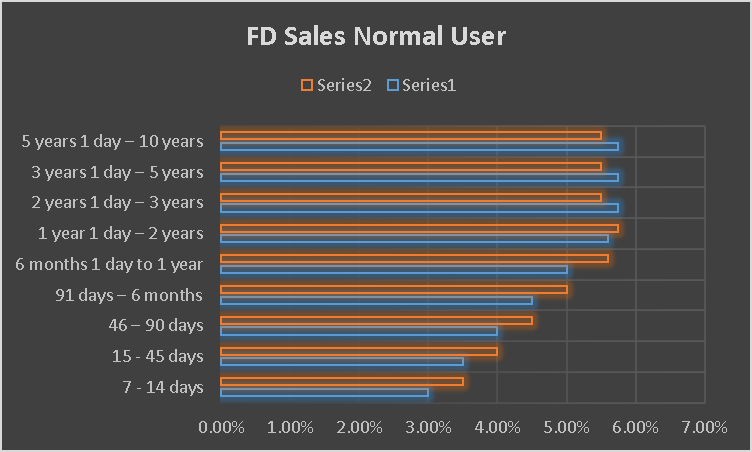 FD Sales Normal User
Series2 Series1
5 years 1 day – 10 years
3 years 1 day – 5 years
2 years 1 day – 3 years
1 year 1 day – 2 years
6 months 1 day to 1 year
91 days – 6 months
46 – 90 days
15 - 45 days
7 - 14 days
0.00% 1.00% 2.00% 3.00% 4.00% 5.00% 6.00% 7.00%